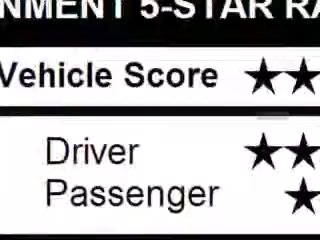 NMENT 5-STAR RA
Vehicle Score ★★
Driver ★★
Passenger ★